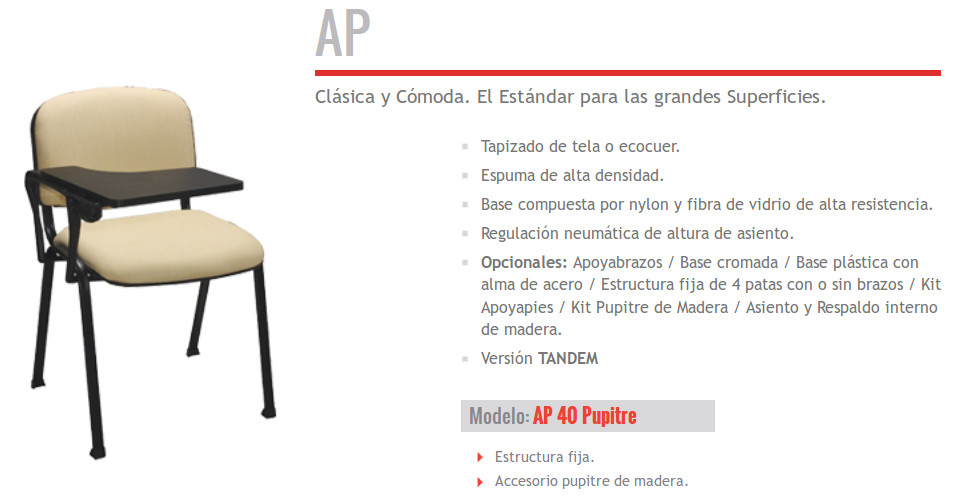 AP
Clásica y Cómoda. El Estándar para las grandes Superficies.
Tapizado de tela o ecocuer.
Espuma de alta densidad.
Base compuesta por nylon y fibra de vidrio de alta resistencia.
Regulación neumática de altura de asiento.
Opcionales: Apoyabrazos / Base cromada / Base plástica con
alma de acero / Estructura fija de 4 patas con o sin brazos / Kit
Apoyapies / Kit Pupitre de Madera / Asiento y Respaldo interno
de madera.
Versión TANDEM
Modelo: AP 40 Pupitre
Estructura fija.
Accesorio pupitre de madera.